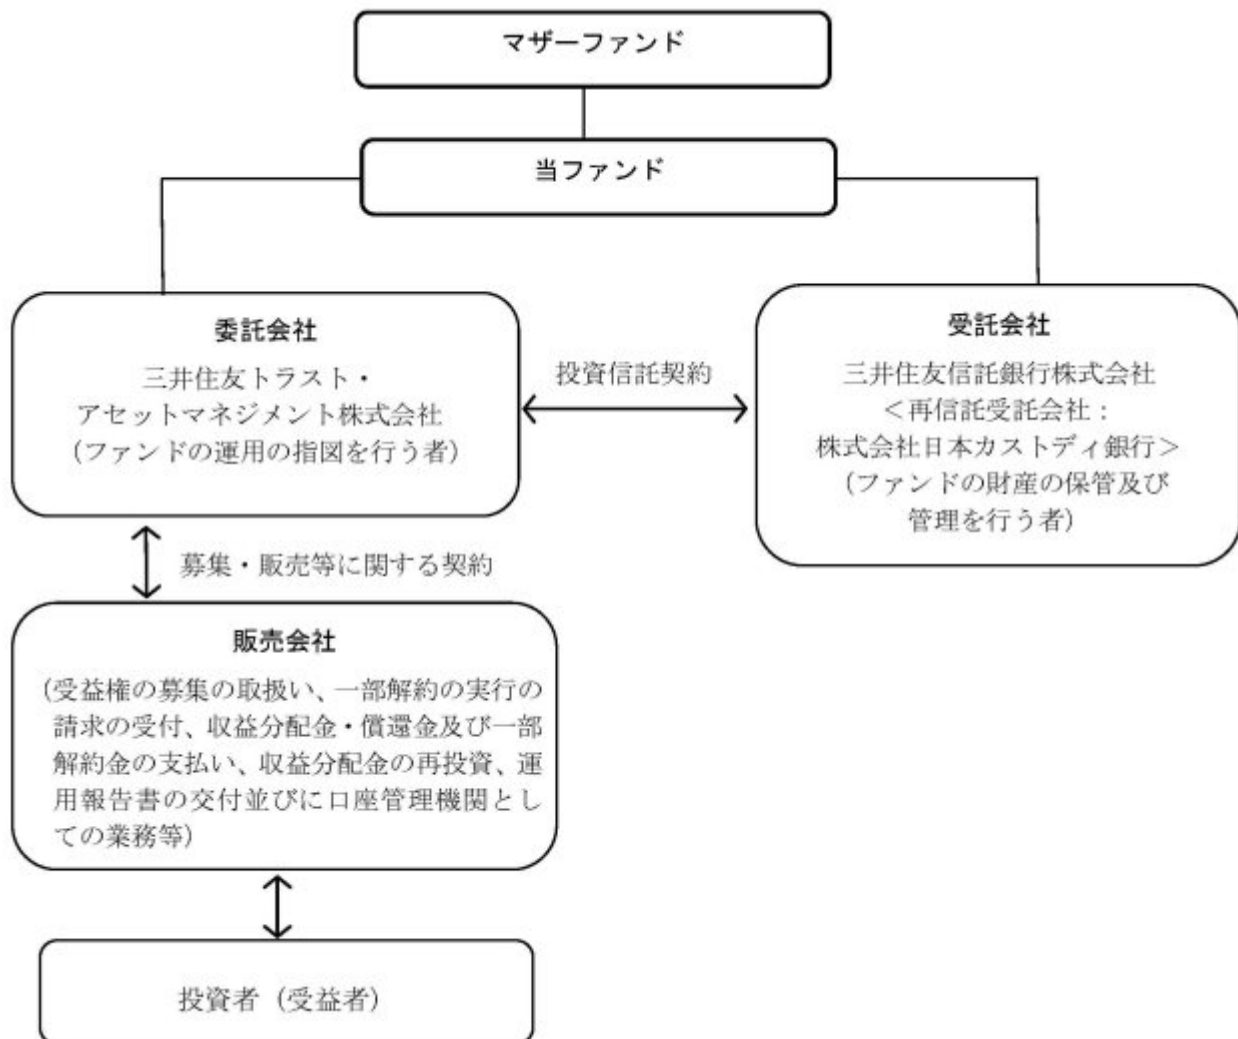 マザーファンド
当ファンド
委託会社
三井住友トラスト・
アセットマネジメント株式会社
（ファンドの運用の指図を行う者）
投資信託契約
受託会社
三井住友信託銀行株式会社
＜再信託受託会社：
株式会社日本カストディ銀行＞
（ファンドの財産の保管及び
管理を行う者）
募集・販売等に関する契約
販売会社
（受益権の募集の取扱い、一部解約の実行の
請求の受付、収益分配金・償還金及び一部
解約金の支払い、収益分配金の再投資、運
用報告書の交付並びに口座管理機関とし
ての業務等）
投資者（受益者）